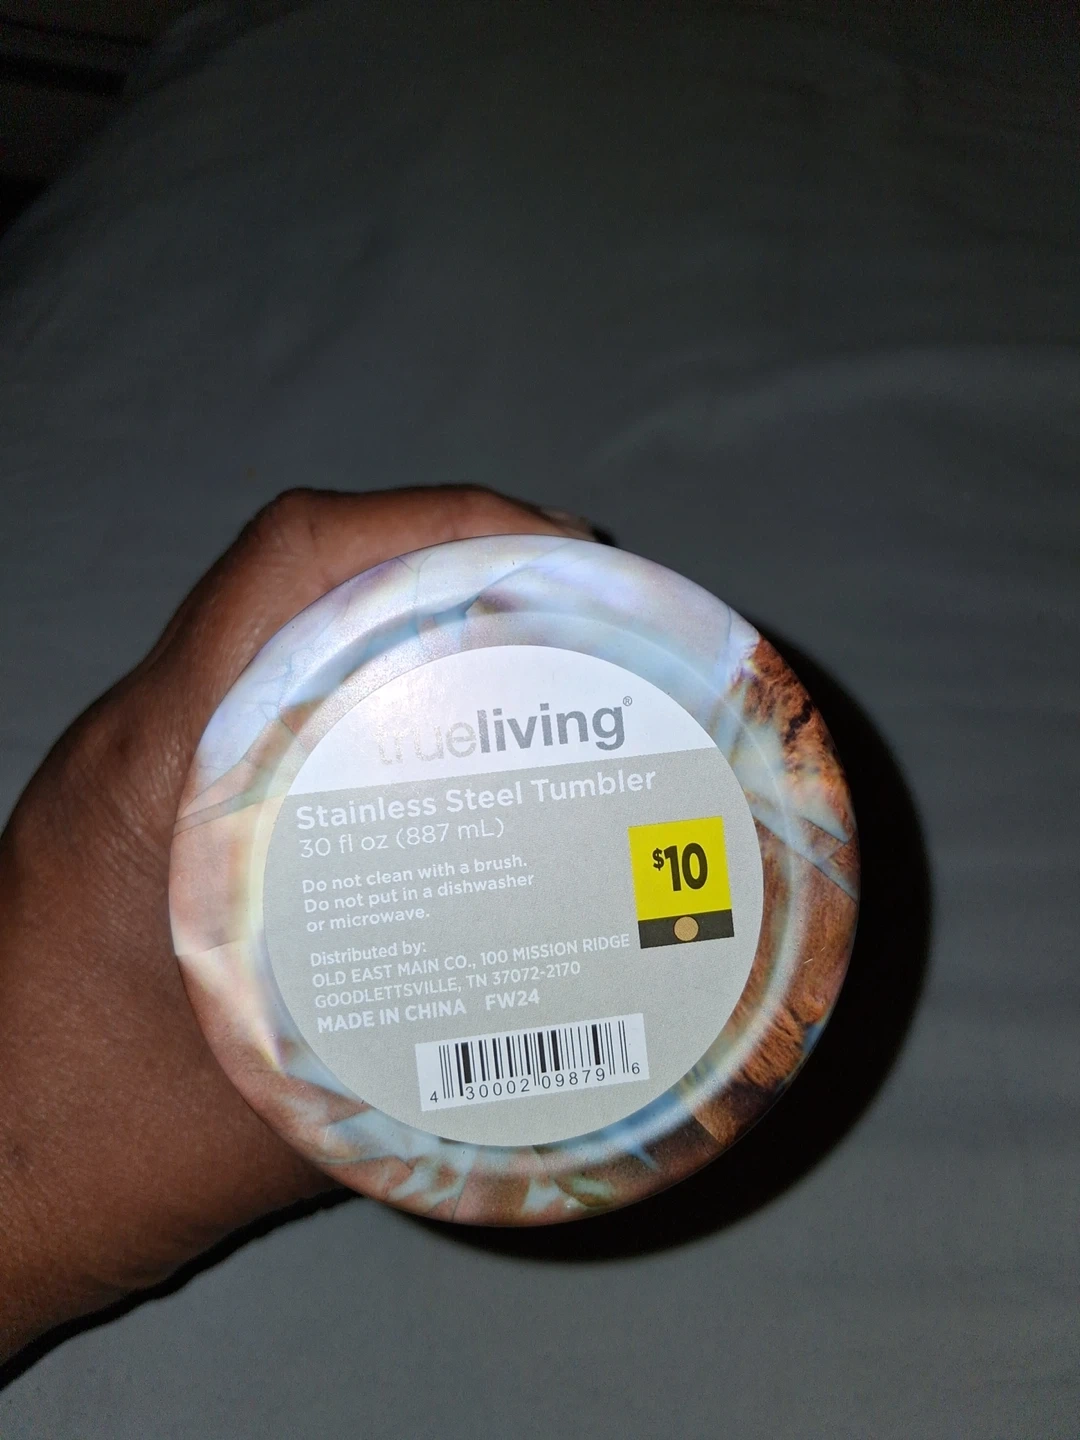 trueliving®
Stainless Steel Tumbler
30 fl oz (887 mL)
$10
Do not clean with a brush.
Do not put in a dishwasher
or microwave.
Distributed by:
OLD EAST MAIN CO., 100 MISSION RIDGE
GOODLETTSVILLE, TN 37072-2170
MADE IN CHINA FW24
4 30002 09879 6